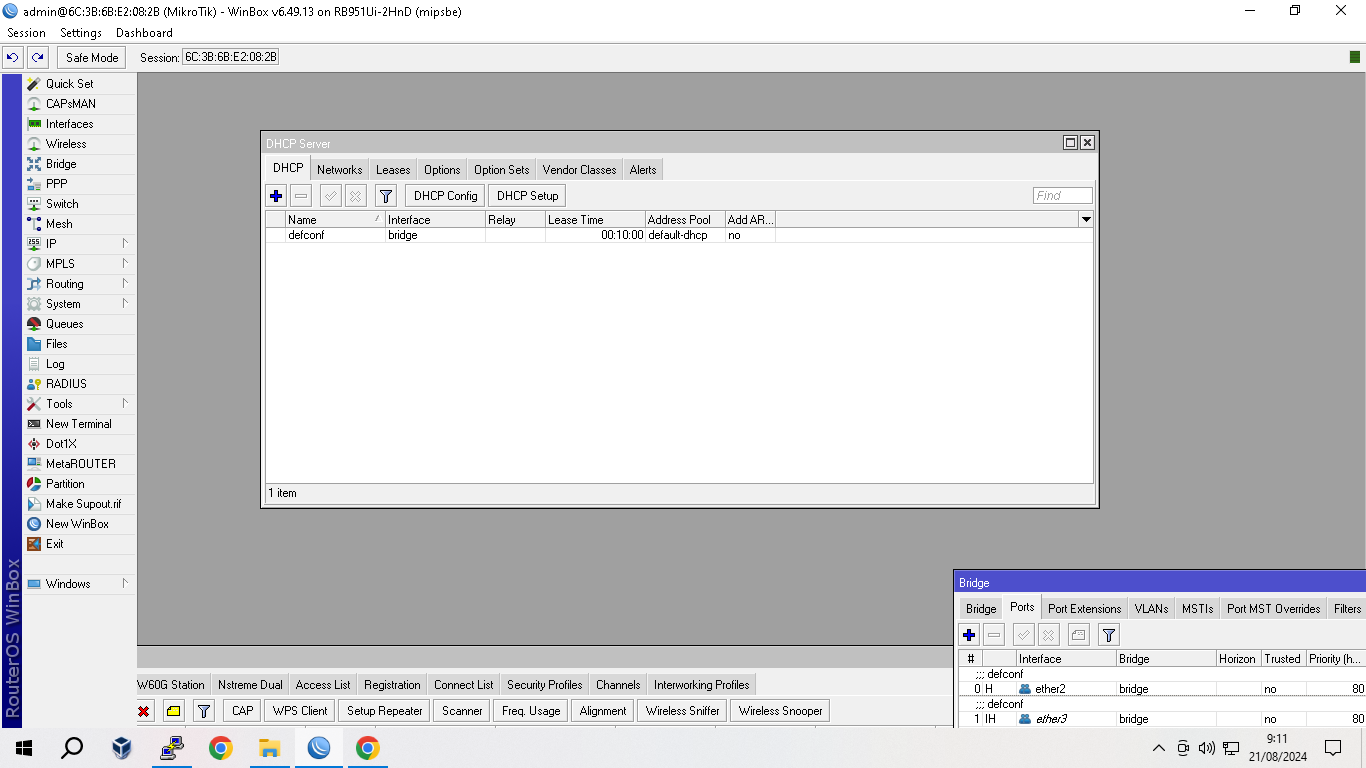 admin@6C:3B:6B:E2:08:2B (MikroTik) - WinBox v6.49.13 on RB951Ui-2HnD (mipsbe)
Session Settings Dashboard
Safe Mode Session: 6C:3B:6B:E2:08:2B
Quick Set
CAPsMAN
Interfaces
Wireless
Bridge
PPP
Switch
Mesh
IP
MPLS
Routing
System
Queues
Files
Log
RADIUS
Tools
New Terminal
Dot1X
MetaROUTER
Partition
Make Supout.rif
New WinBox
Exit
Windows
RouterOS WinBox
DHCP Server
DHCP Networks Leases Options Option Sets Vendor Classes Alerts
DHCP Config DHCP Setup Find
Name Interface Relay Lease Time Address Pool Add AR...
defconf bridge 00:10:00 default-dhcp no
1 item
Bridge
Bridge Ports Port Extensions VLANs MSTIs Port MST Overrides Filters
# Interface Bridge Horizon Trusted Priority (h...
;;; defconf
0 H ether2 bridge no 80
;;; defconf
1 IH ether3 bridge no 80
W60G Station Nstreme Dual Access List Registration Connect List Security Profiles Channels Interworking Profiles
CAP WPS Client Setup Repeater Scanner Freq. Usage Alignment Wireless Sniffer Wireless Snooper
9:11
21/08/2024